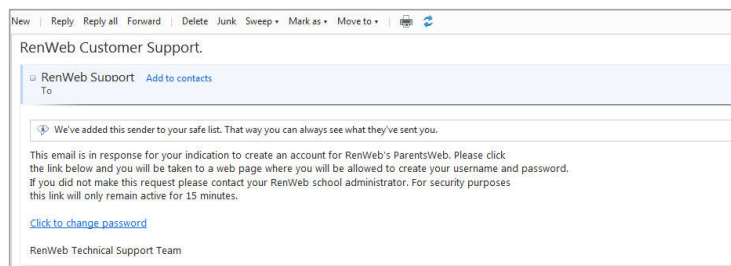 New Reply Reply all Forward Delete Junk Sweep Mark as Move to
RenWeb Customer Support.
RenWeb Support Add to contacts
To
We've added this sender to your safe list. That way you can always see what they've sent you.
This email is in response for your indication to create an account for RenWeb's ParentsWeb. Please click
the link below and you will be taken to a web page where you will be allowed to create your username and password.
If you did not make this request please contact your RenWeb school administrator. For security purposes
this link will only remain active for 15 minutes.
Click to change password
RenWeb Technical Support Team